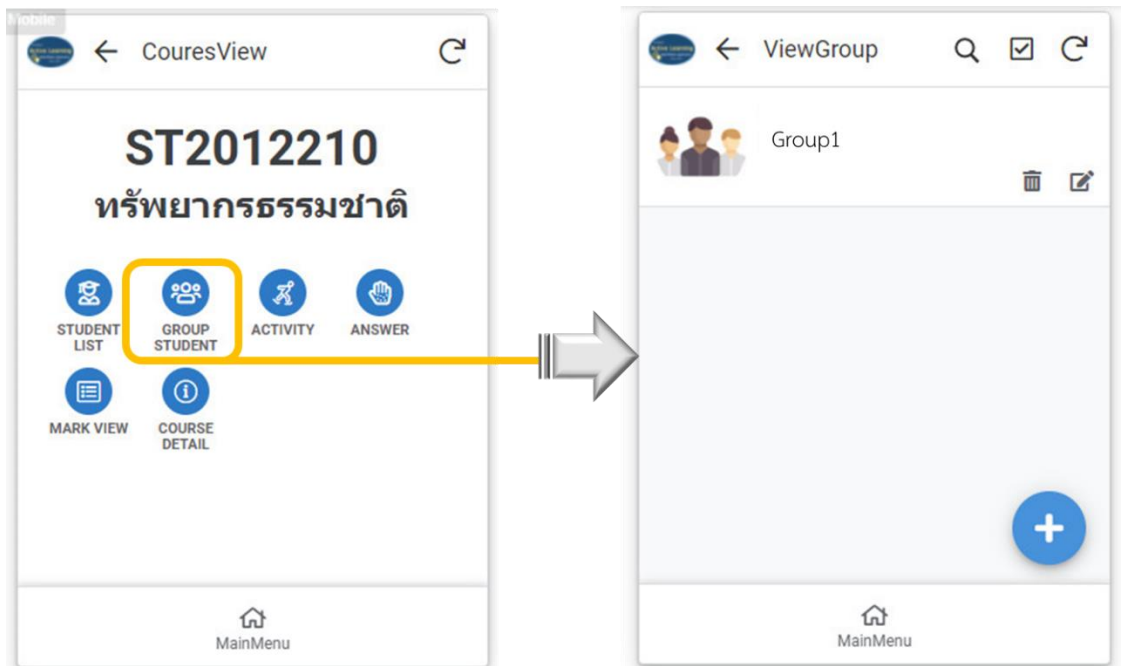 Mobile
CouresView
ST2012210
ทรัพยากรธรรมชาติ
STUDENT
LIST
GROUP
STUDENT
ACTIVITY
ANSWER
MARK VIEW
COURSE
DETAIL
MainMenu
ViewGroup
Group1
MainMenu